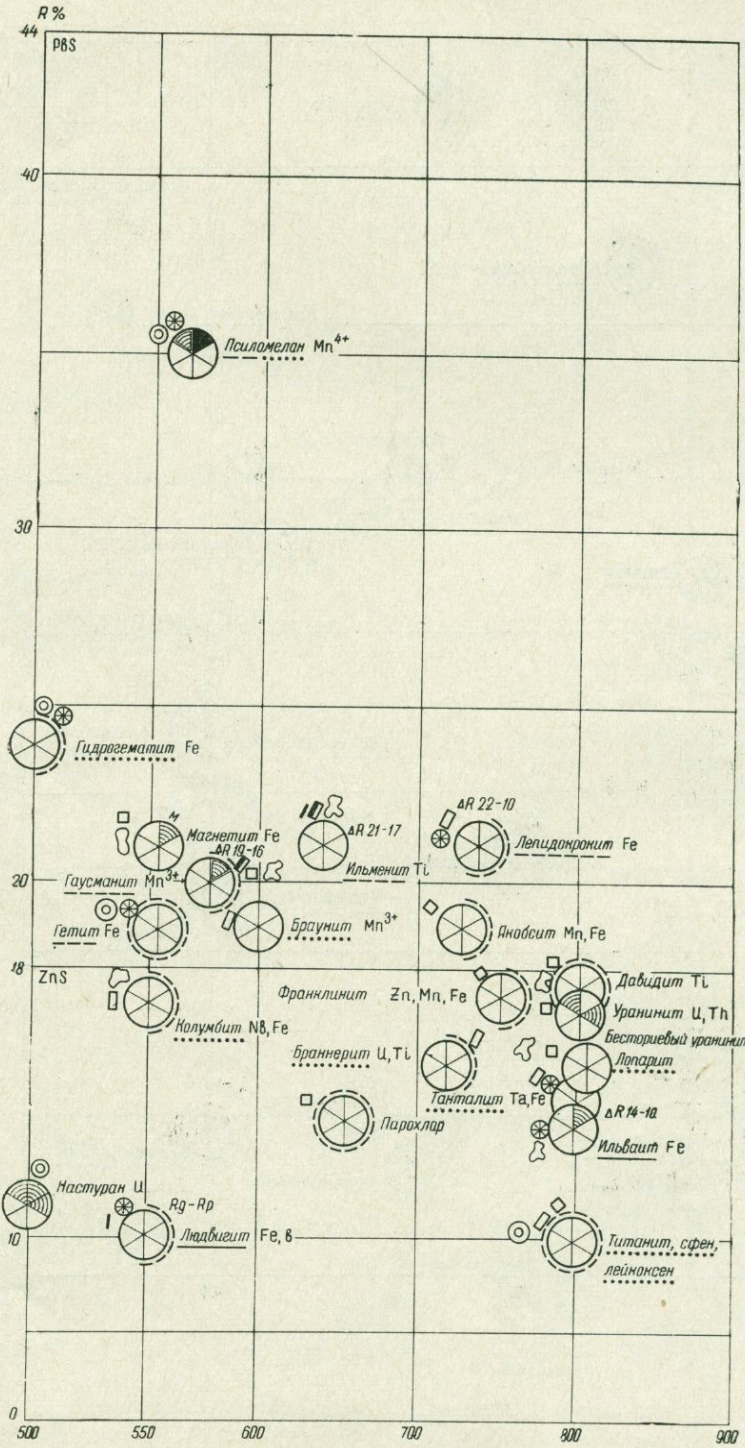 R %
44
PbS
40
Псиломелан Mn⁴⁺
30
Гидрогематит Fe
ΔR 22-10
M
Магнетит Fe
ΔR 21-17
Лепидокрокит Fe
ΔR 19-16
Ильменит Ti
Гаусманит Mn³⁺
20
Гетит Fe
Браунит Mn³⁺
Якобсит Mn, Fe
18
ZnS
Давидит Ti
Франклинит Zn, Mn, Fe
Уранинит U, Th
Колумбит Nb, Fe
Бесториевый уранинит
Браннерит U, Ti
Лопарит
Танталит Ta, Fe
ΔR 14-10
Пирохлор
Ильваит Fe
Настуран U
Rg-Rp
10
Людвигит Fe, B
Титанит, сфен,
лейкоксен
0
500 550 600 700 800 900